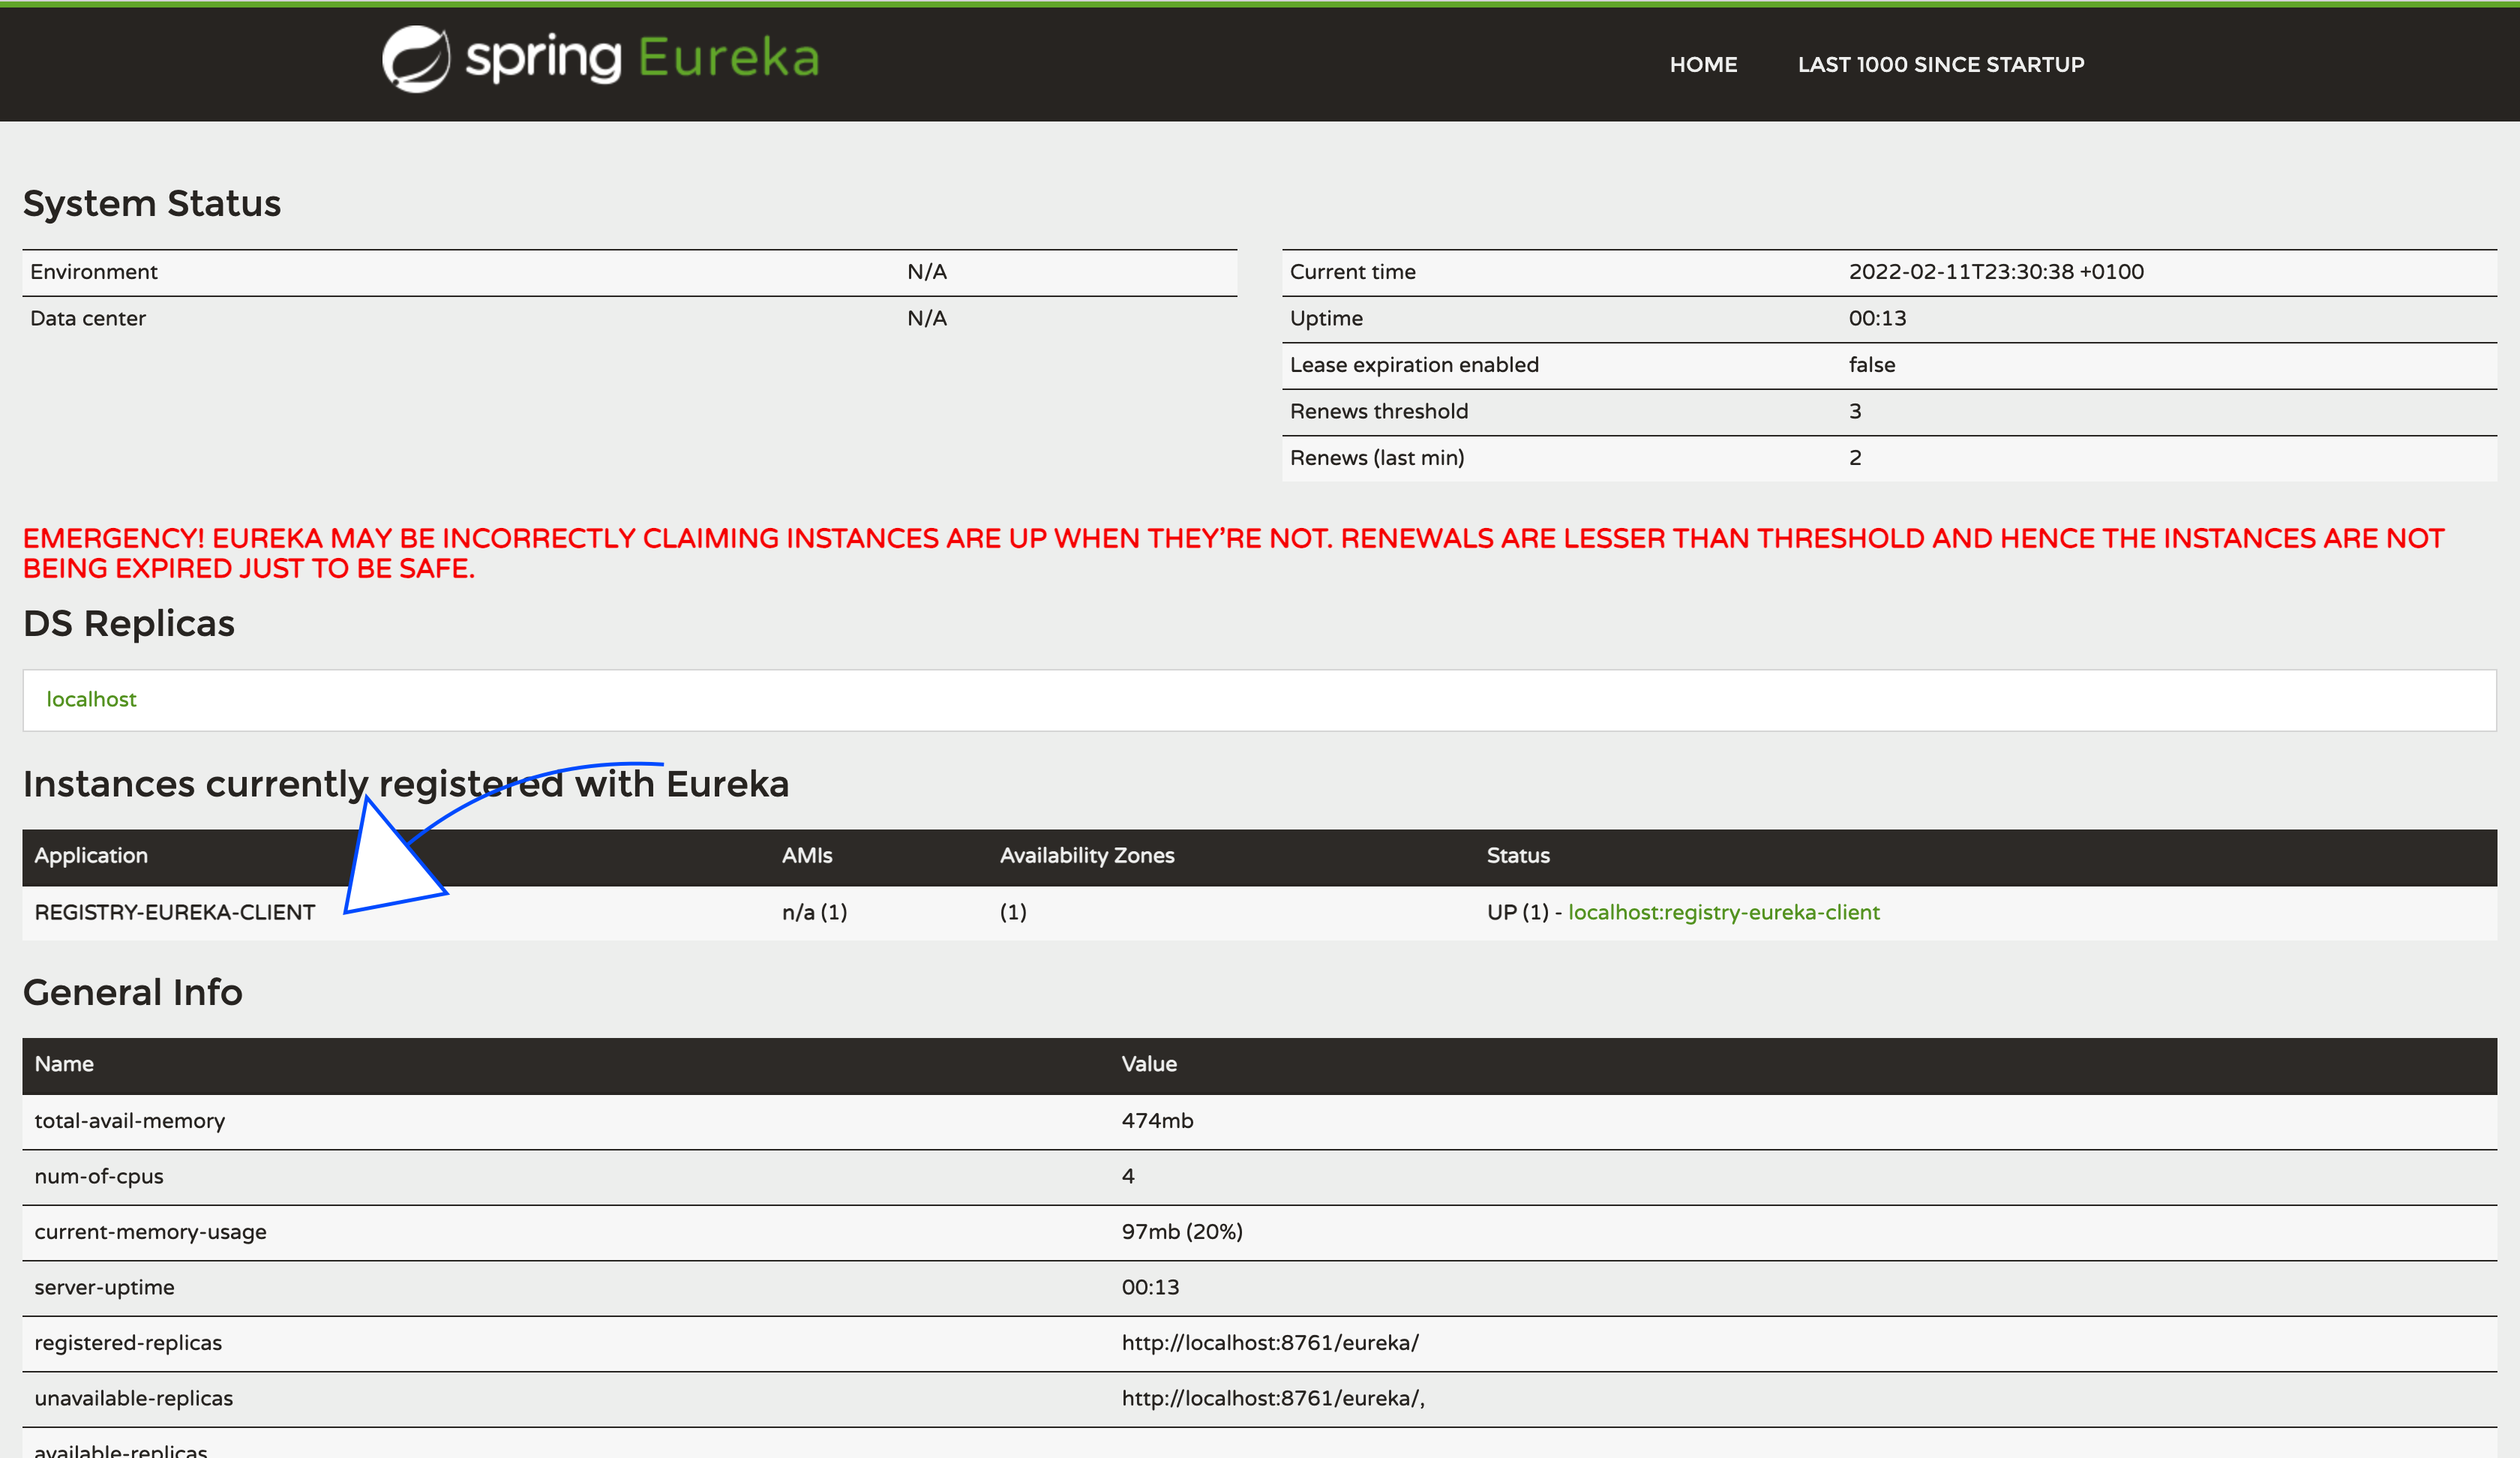 spring Eureka
HOME LAST 1000 SINCE STARTUP
System Status
Environment N/A
Data center N/A
Current time 2022-02-11T23:30:38 +0100
Uptime 00:13
Lease expiration enabled false
Renews threshold 3
Renews (last min) 2
EMERGENCY! EUREKA MAY BE INCORRECTLY CLAIMING INSTANCES ARE UP WHEN THEY’RE NOT. RENEWALS ARE LESSER THAN THRESHOLD AND HENCE THE INSTANCES ARE NOT
BEING EXPIRED JUST TO BE SAFE.
DS Replicas
localhost
Instances currently registered with Eureka
Application AMIs Availability Zones Status
REGISTRY-EUREKA-CLIENT n/a (1) (1) UP (1) - localhost:registry-eureka-client
General Info
Name Value
total-avail-memory 474mb
num-of-cpus 4
current-memory-usage 97mb (20%)
server-uptime 00:13
registered-replicas http://localhost:8761/eureka/
unavailable-replicas http://localhost:8761/eureka/,
available-replicas